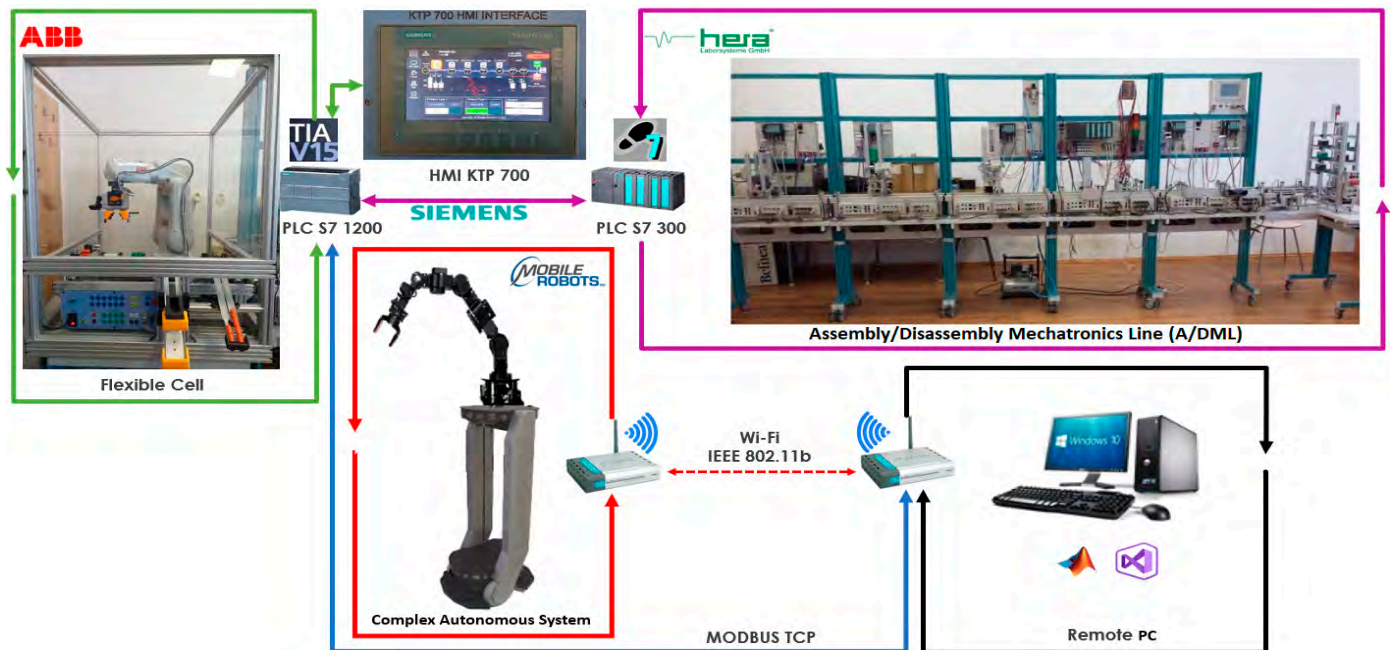 KTP 700 HMI INTERFACE
ABB
SIEMENS
hera
Laborsysteme GmbH
TIA
V15
7
HMI KTP 700
SIEMENS
PLC S7 1200
PLC S7 300
MOBILE
ROBOTS
Assembly/Disassembly Mechatronics Line (A/DML)
Flexible Cell
Wi-Fi
IEEE 802.11b
Windows 10
Complex Autonomous System
MODBUS TCP
Remote PC